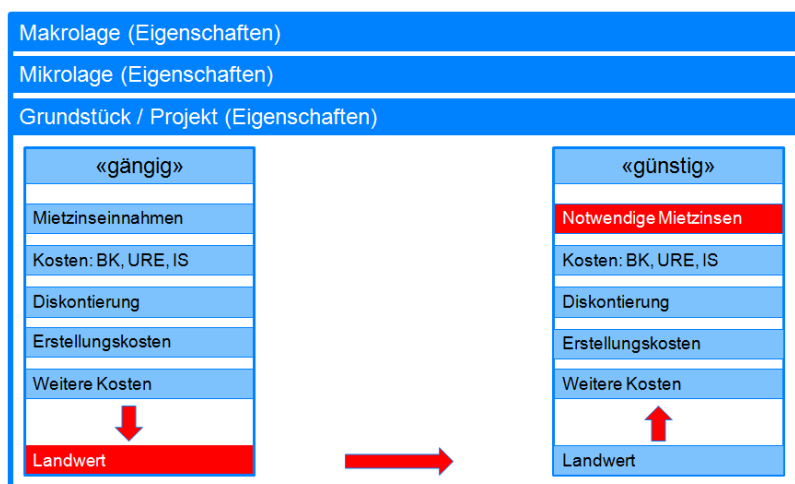 Makrolage (Eigenschaften)
Mikrolage (Eigenschaften)
Grundstück / Projekt (Eigenschaften)
«gängig»
Mietzinseinnahmen
Kosten: BK, URE, IS
Diskontierung
Erstellungskosten
Weitere Kosten
Landwert
«günstig»
Notwendige Mietzinsen
Kosten: BK, URE, IS
Diskontierung
Erstellungskosten
Weitere Kosten
Landwert